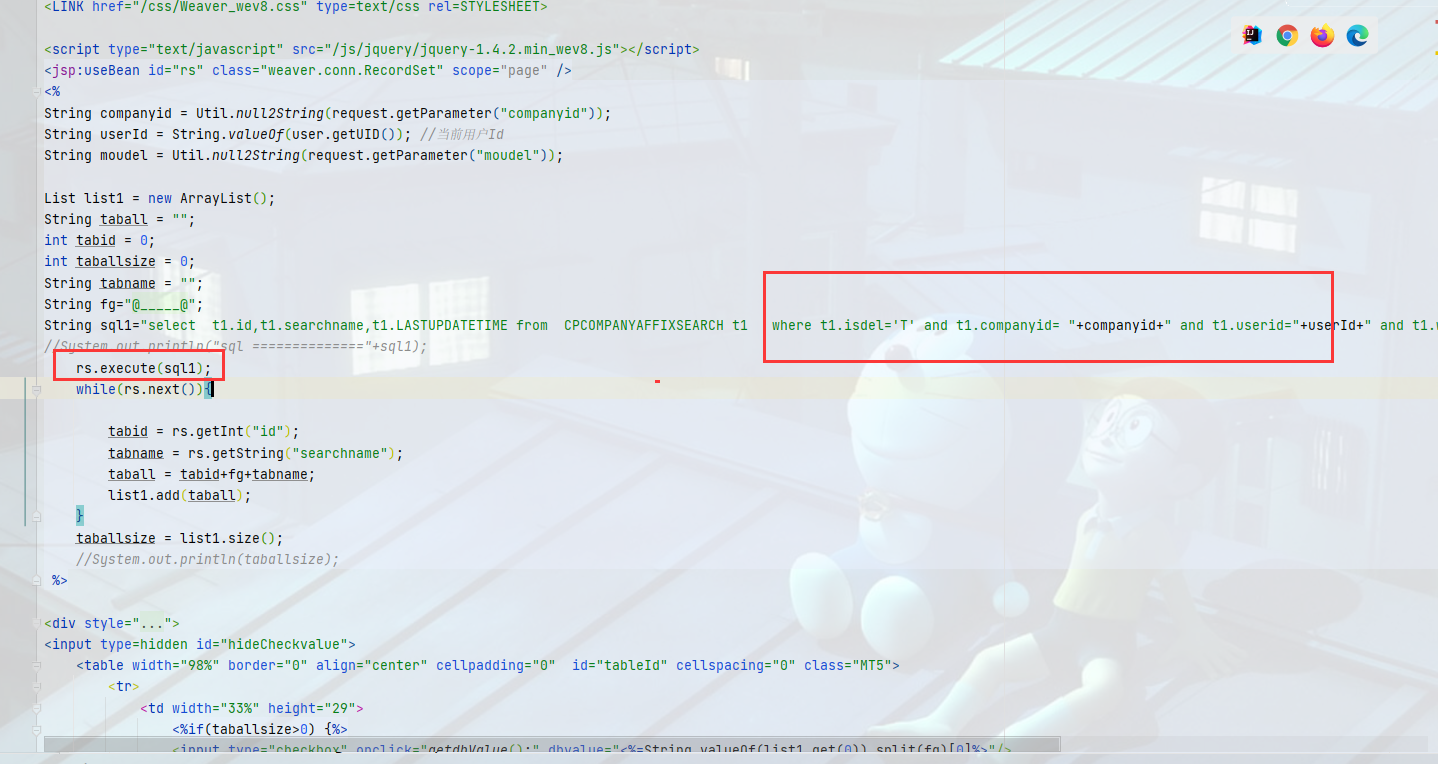 <LINK href="/css/Weaver_wev8.css" type=text/css rel=STYLESHEET>
<script type="text/javascript" src="/js/jquery/jquery-1.4.2.min_wev8.js"></script>
<jsp:useBean id="rs" class="weaver.conn.RecordSet" scope="page" />
<%
String companyid = Util.null2String(request.getParameter("companyid"));
String userId = String.valueOf(user.getUID()); //当前用户Id
String moudel = Util.null2String(request.getParameter("moudel"));
List list1 = new ArrayList();
String taball = "";
int tabid = 0;
int taballsize = 0;
String tabname = "";
String fg="@_____@";
String sql1="select  t1.id,t1.searchname,t1.LASTUPDATETIME from  CPCOMPANYAFFIXSEARCH t1   where t1.isdel='T' and t1.companyid= "+companyid+" and t1.userid="+userId+" and t1.
//System.out.println("sql =============="+sql1);
rs.execute(sql1);
while(rs.next()){
tabid = rs.getInt("id");
tabname = rs.getString("searchname");
taball = tabid+fg+tabname;
list1.add(taball);
}
taballsize = list1.size();
//System.out.println(taballsize);
%>
<div style="...">
<input type=hidden id="hideCheckvalue">
<table width="98%" border="0" align="center" cellpadding="0"  id="tableId" cellspacing="0" class="MT5">
<tr>
<td width="33%" height="29">
<%if(taballsize>0) {%>
<input type="checkbox" onclick="getdbValue();" dbvalue="<%=String.valueOf(list1.get(0)).split(fg)[0]%>"/>